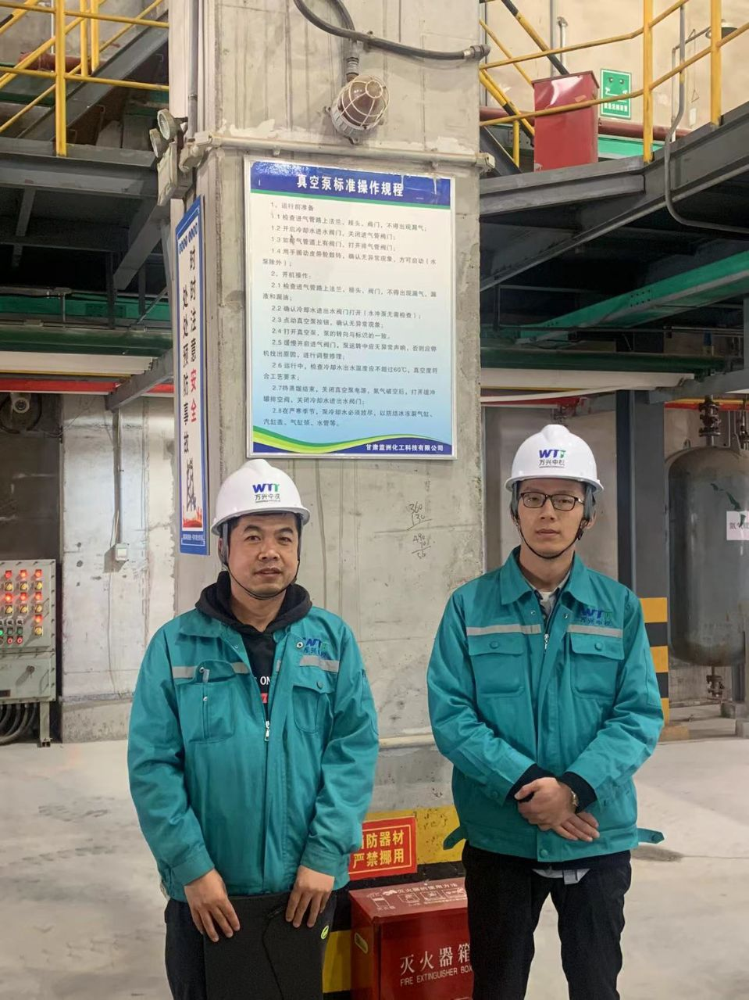 真空泵标准操作规程
1、运行前准备
1.1 检查进气管路上法兰、接头、阀门，不得出现漏气；
1.2 开启冷却水进水阀门，关闭进气管阀门；
1.3 如排气管道上有阀门，打开排气管阀门；
1.4 用手搬动皮带轮数转，确认无异常现象，方可启动（水
泵除外）；
2、开机操作：
2.1 检查进气管路上法兰、接头、阀门，不得出现漏气、漏
液和漏油；
2.2 确认冷却水进出水阀门打开（水冲泵无需检查）；
2.3 点动真空泵按钮，确认无异常现象；
2.4 打开真空泵，泵的转向与标识的一致。
2.5 缓慢开启进气阀门，泵运转中应无异常声响，否则应停
机找出原因，进行调整修理；
2.6 运行中，检查冷却水出水温度应不超过60℃，真空度符
合工艺要求；
2.7待蒸馏结束，关闭真空泵电源，氮气破空后，打开缓冲
罐排空阀，关闭冷却水进出水阀门；
2.8在严寒季节，泵冷却水必须放尽，以防结冰冻裂气缸、
汽缸盖、气缸颈、水管等。
甘肃蓝洲化工科技有限公司
时时注意安全
处处预防事故
360
130
490
WTT
万兴中科
WTT
WTT
WTT
防器材
严禁挪用
灭火器的使用方法
灭火器箱
FIRE EXTINGUISHER BOX